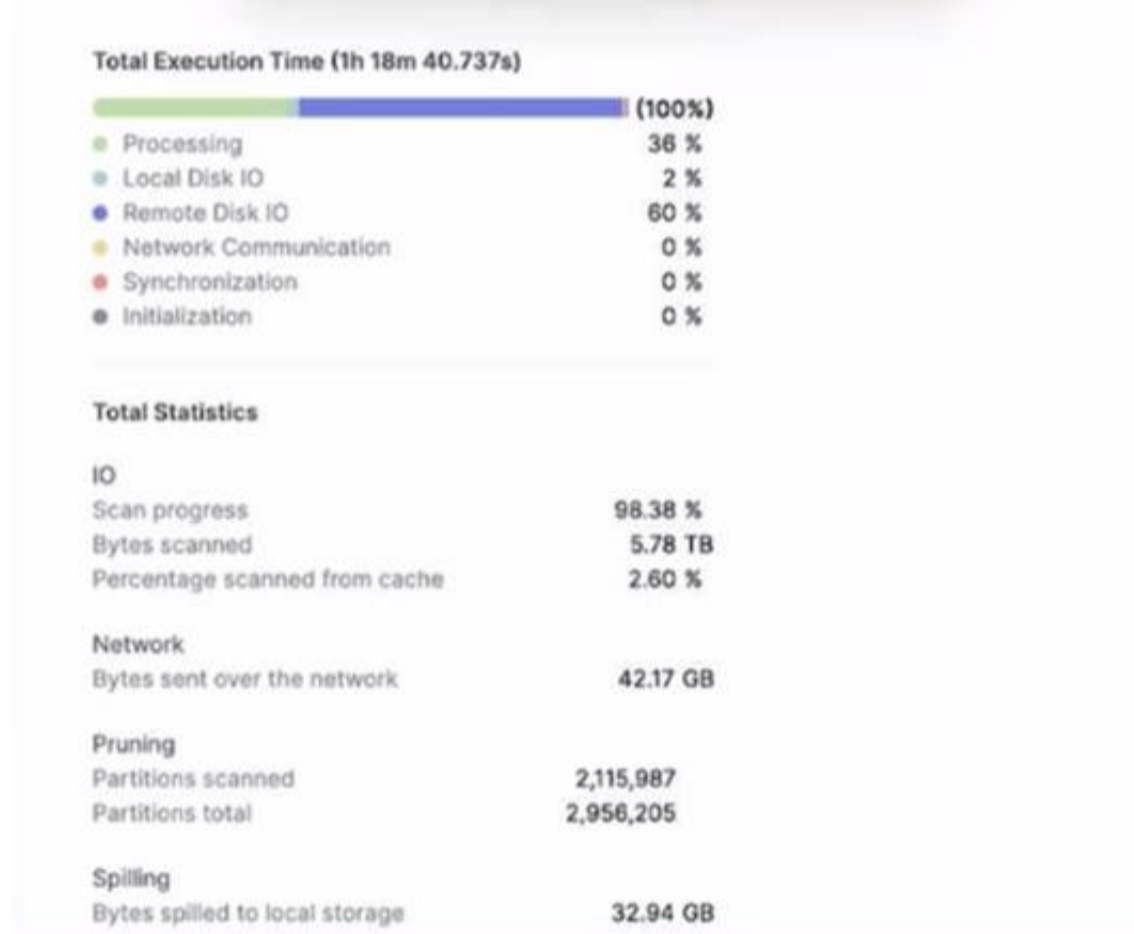 Total Execution Time (1h 18m 40.737s)
(100%)
Processing 36 %
Local Disk IO 2 %
Remote Disk IO 60 %
Network Communication 0 %
Synchronization 0 %
Initialization 0 %
Total Statistics
IO
Scan progress 98.38 %
Bytes scanned 5.78 TB
Percentage scanned from cache 2.60 %
Network
Bytes sent over the network 42.17 GB
Pruning
Partitions scanned 2,115,987
Partitions total 2,956,205
Spilling
Bytes spilled to local storage 32.94 GB